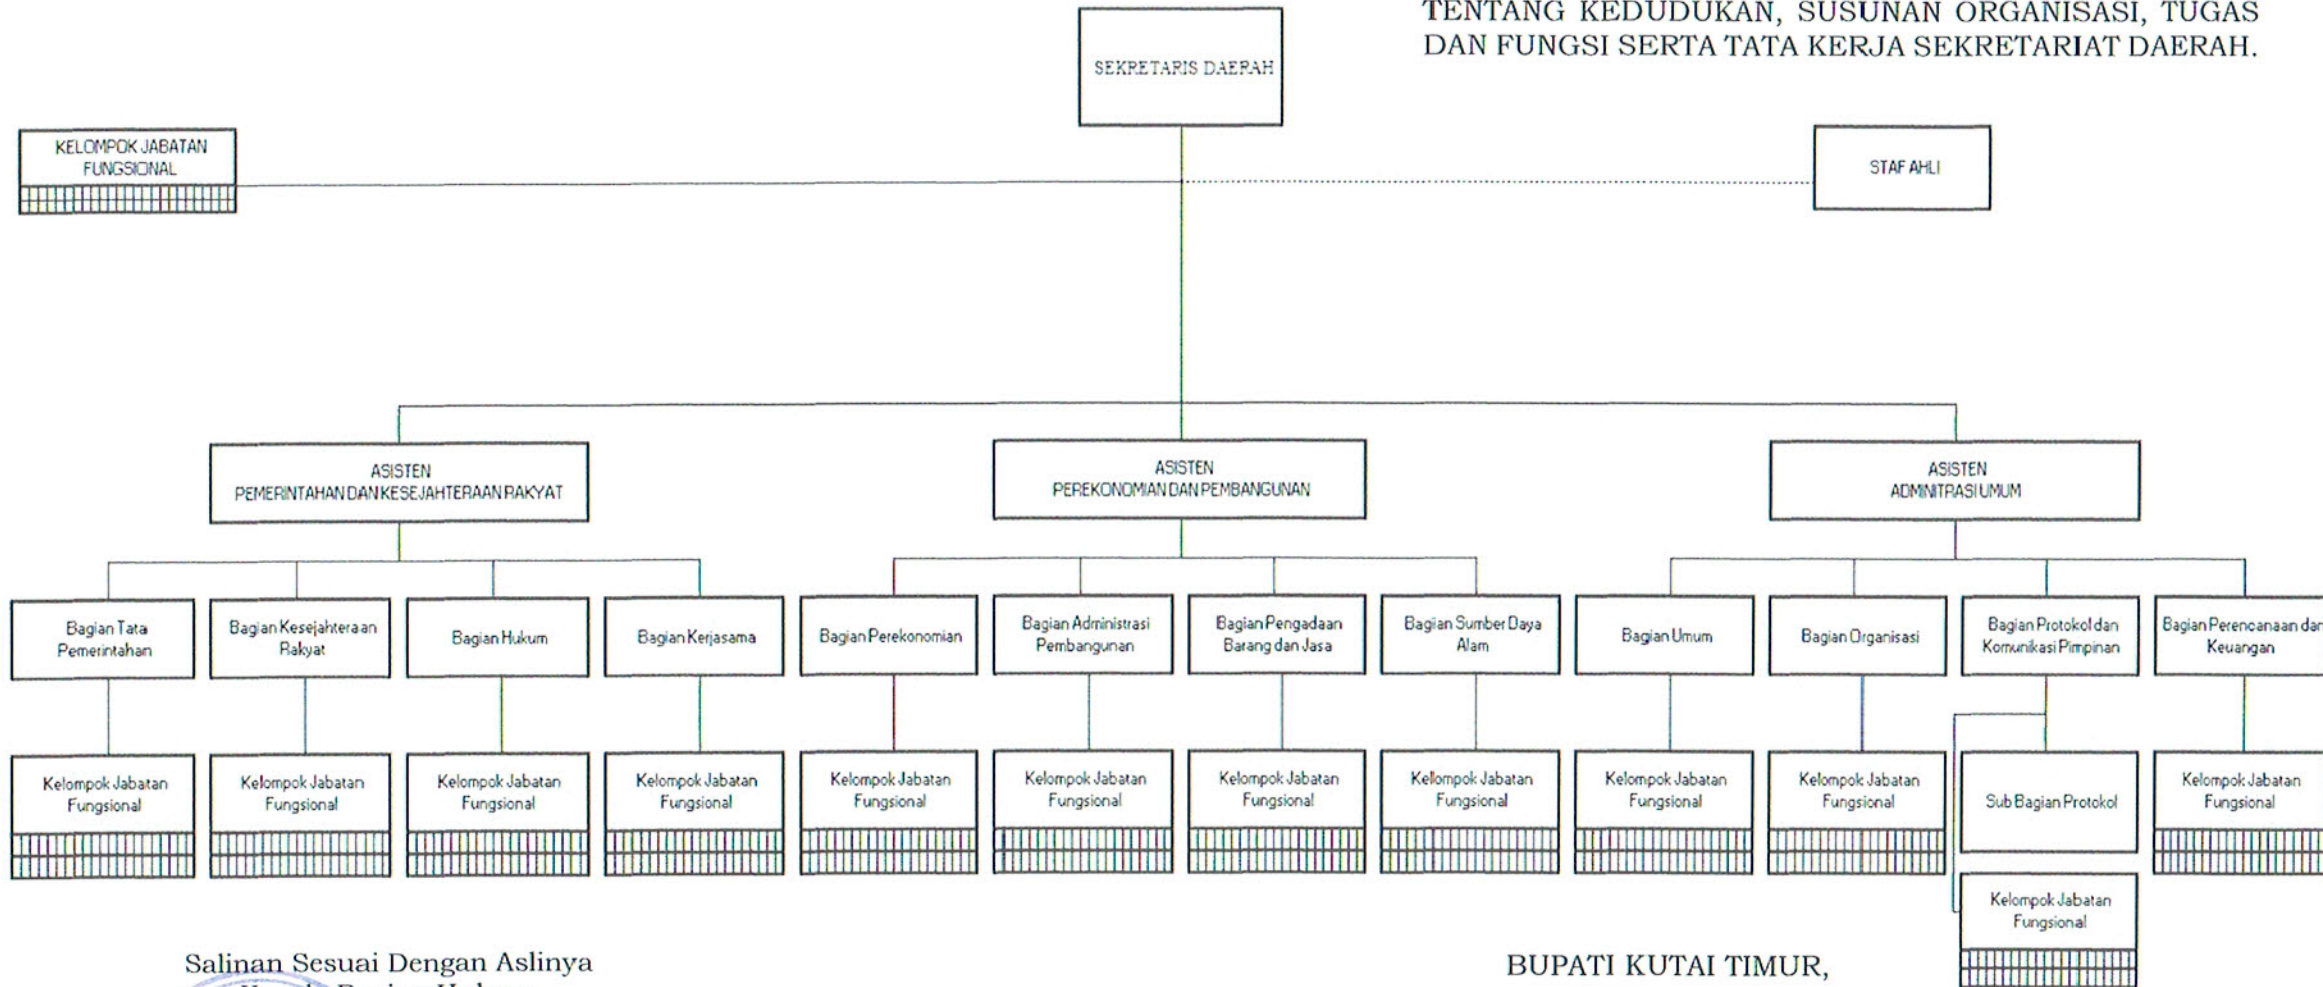 TENTANG KEDUDUKAN, SUSUNAN ORGANISASI, TUGAS
DAN FUNGSI SERTA TATA KERJA SEKRETARIAT DAERAH.
SEKRETARIS DAERAH
KELOMPOK JABATAN
FUNGSIONAL
STAF AHLI
ASISTEN
PEMERINTAHAN DAN KESEJAHTERAAN RAKYAT
ASISTEN
PEREKONOMIAN DAN PEMBANGUNAN
ASISTEN
ADMINITRASI UMUM
Bagian Tata
Pemerintahan
Bagian Kesejahteraan
Rakyat
Bagian Hukum
Bagian Kerjasama
Bagian Perekonomian
Bagian Administrasi
Pembangunan
Bagian Pengadaan
Barang dan Jasa
Bagian Sumber Daya
Alam
Bagian Umum
Bagian Organisasi
Bagian Protokol dan
Komunikasi Pimpinan
Bagian Perencanaan dan
Keuangan
Kelompok Jabatan
Fungsional
Kelompok Jabatan
Fungsional
Kelompok Jabatan
Fungsional
Kelompok Jabatan
Fungsional
Kelompok Jabatan
Fungsional
Kelompok Jabatan
Fungsional
Kelompok Jabatan
Fungsional
Kelompok Jabatan
Fungsional
Kelompok Jabatan
Fungsional
Kelompok Jabatan
Fungsional
Sub Bagian Protokol
Kelompok Jabatan
Fungsional
Kelompok Jabatan
Fungsional
Salinan Sesuai Dengan Aslinya
BUPATI KUTAI TIMUR,